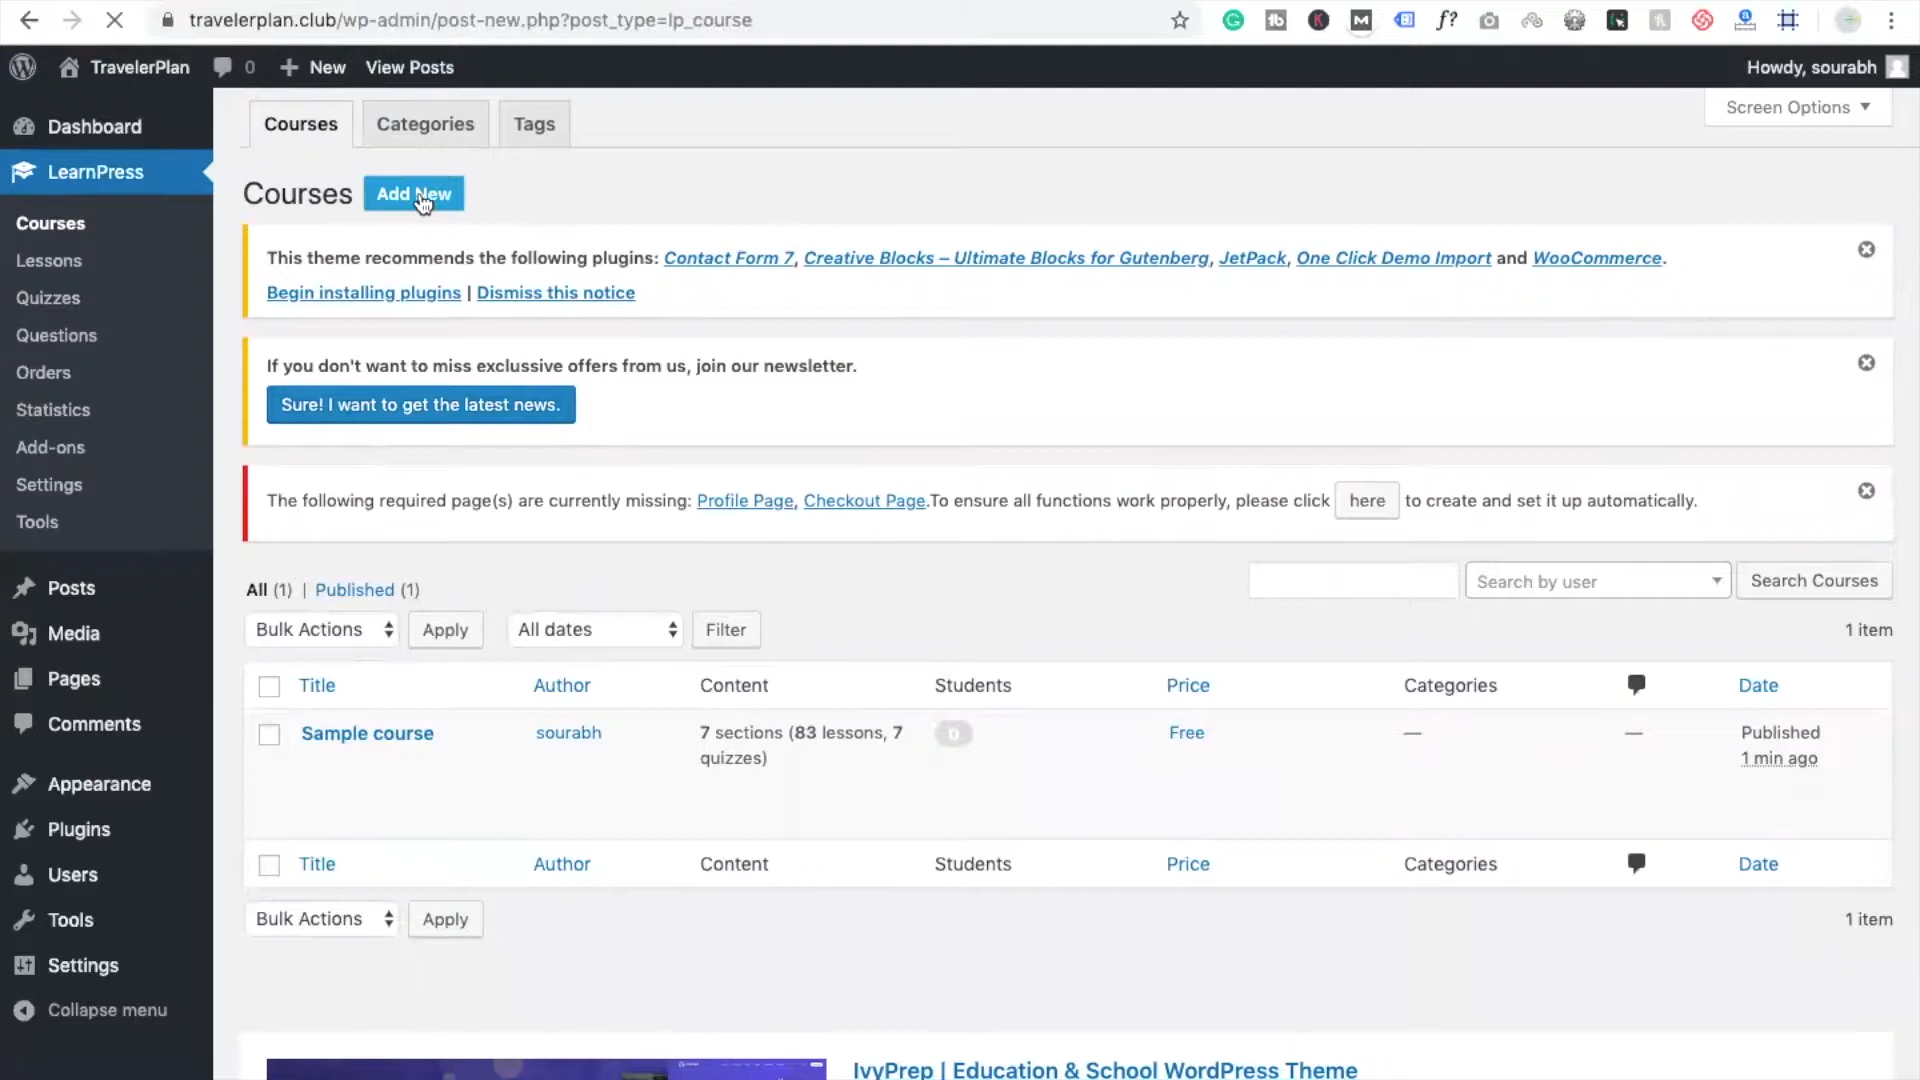 travelerplan.club/wp-admin/post-new.php?post_type=lp_course
TravelerPlan 0 New View Posts Howdy, sourabh
Screen Options
Courses Categories Tags
Courses Add New
Dashboard
LearnPress
Courses
Lessons
Quizzes
Questions
Orders
Statistics
Add-ons
Settings
Tools
Posts
Media
Pages
Comments
Appearance
Plugins
Users
Tools
Settings
Collapse menu
This theme recommends the following plugins: Contact Form 7, Creative Blocks – Ultimate Blocks for Gutenberg, JetPack, One Click Demo Import and WooCommerce.
Begin installing plugins | Dismiss this notice
If you don't want to miss exclussive offers from us, join our newsletter.
Sure! I want to get the latest news.
The following required page(s) are currently missing: Profile Page, Checkout Page.To ensure all functions work properly, please click here to create and set it up automatically.
All (1) | Published (1)
Search by user Search Courses
Bulk Actions Apply All dates Filter 1 item
Title Author Content Students Price Categories Date
Sample course sourabh 7 sections (83 lessons, 7 0 Free — — Published
quizzes) 1 min ago
Title Author Content Students Price Categories Date
Bulk Actions Apply 1 item
IvyPrep | Education & School WordPress Theme